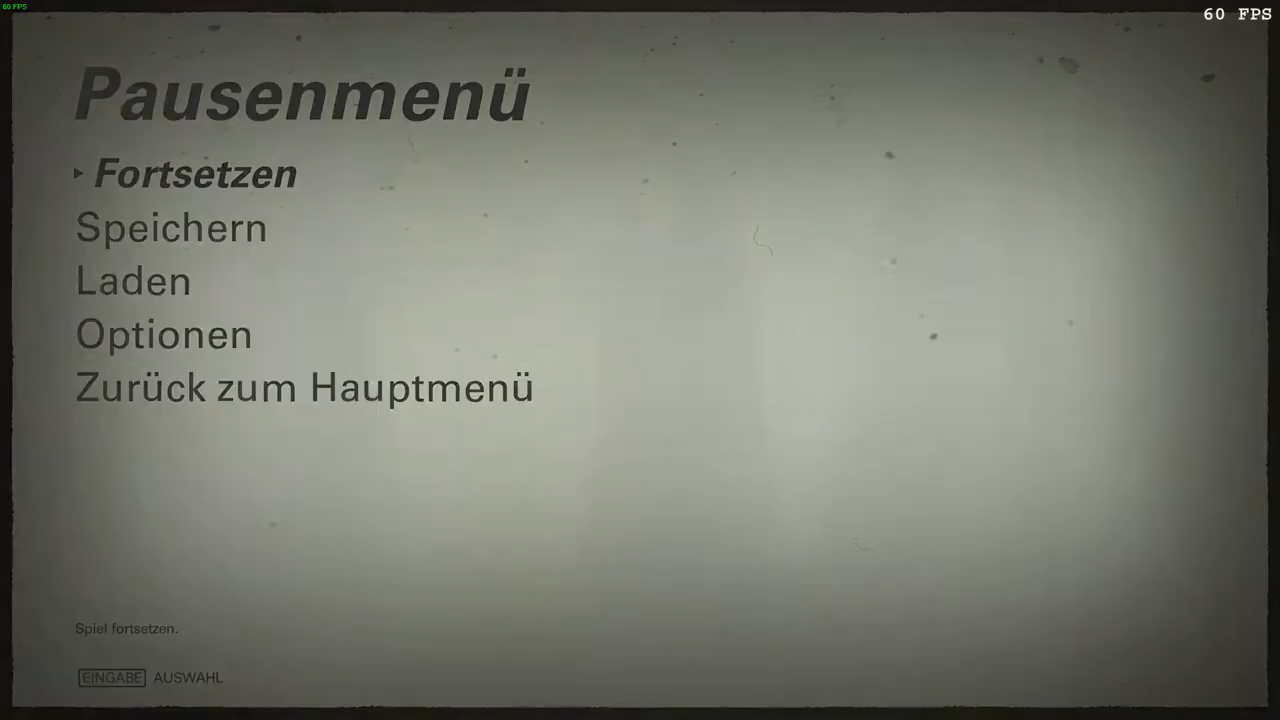 60 FPS
60 FPS
Pausenmenü
Fortsetzen
Speichern
Laden
Optionen
Zurück zum Hauptmenü
Spiel fortsetzen.
EINGABE AUSWAHL